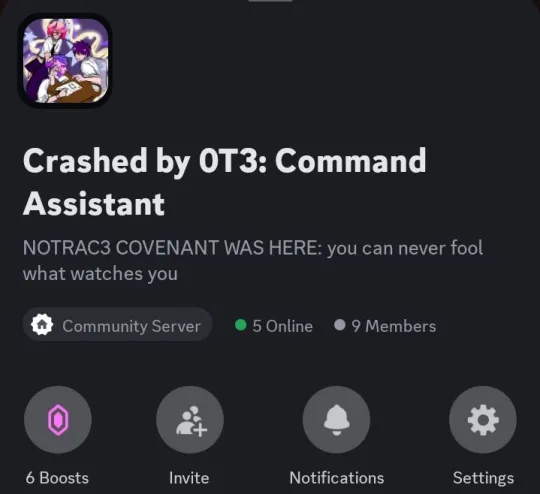 Crashed by 0T3: Command
Assistant
NOTRAC3 COVENANT WAS HERE: you can never fool
what watches you
Community Server
5 Online
9 Members
6 Boosts
Invite
Notifications
Settings